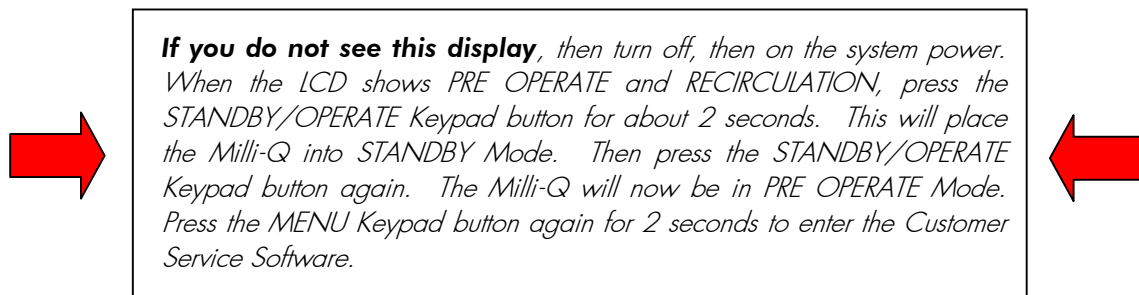 If you do not see this display, then turn off, then on the system power.
When the LCD shows PRE OPERATE and RECIRCULATION, press the
STANDBY/OPERATE Keypad button for about 2 seconds. This will place
the Milli-Q into STANDBY Mode. Then press the STANDBY/OPERATE
Keypad button again. The Milli-Q will now be in PRE OPERATE Mode.
Press the MENU Keypad button again for 2 seconds to enter the Customer
Service Software.